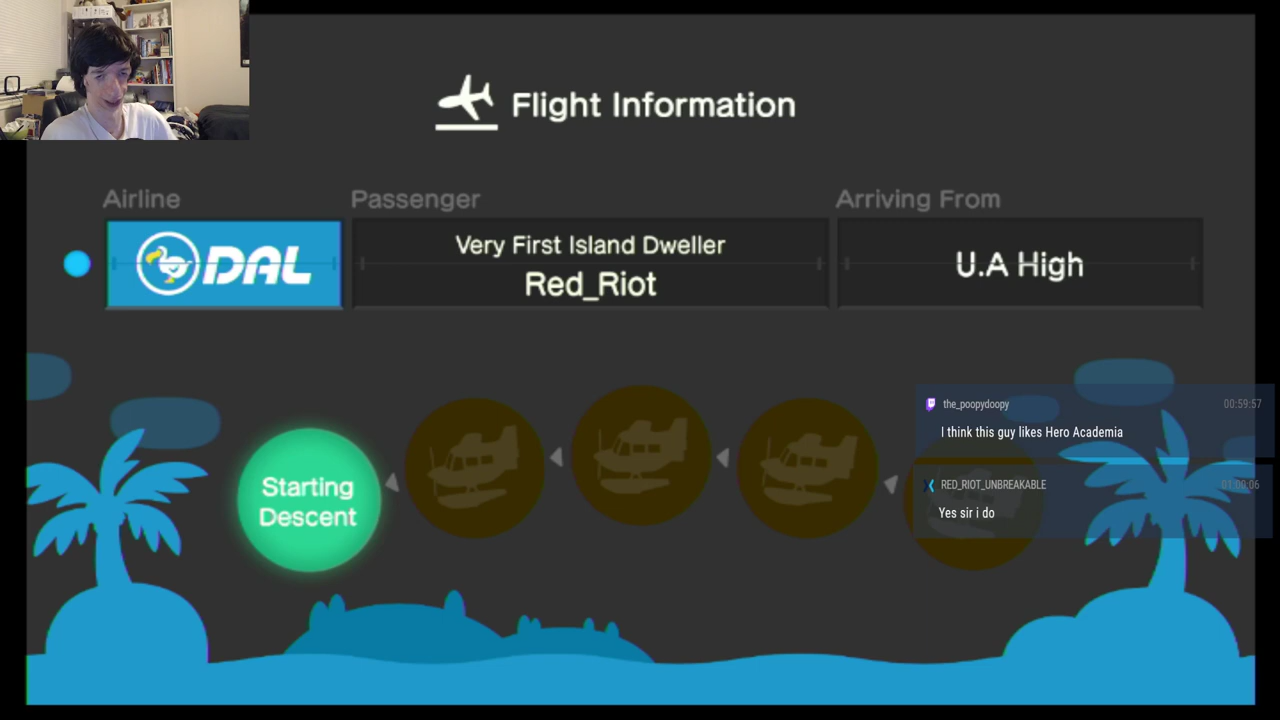 Flight Information
Airline
Passenger
Arriving From
DAL
Very First Island Dweller
Red_Riot
U.A High
Starting
Descent
the_poopydoopy
00:59:57
I think this guy likes Hero Academia
RED_RIOT_UNBREAKABLE
01:00:06
Yes sir i do